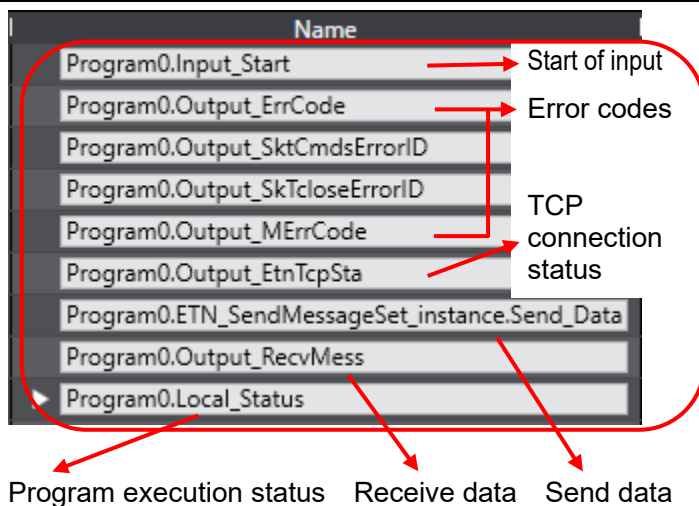 Name
Program0.Input_Start
Start of input
Program0.Output_ErrCode
Error codes
Program0.Output_SktCmdsErrorID
Program0.Output_SkTcloseErrorID
Program0.Output_MErrCode
TCP
connection
status
Program0.Output_EtnTcpSta
Program0.ETN_SendMessageSet_instance.Send_Data
Program0.Output_RecvMess
Program0.Local_Status
Program execution status
Receive data
Send data